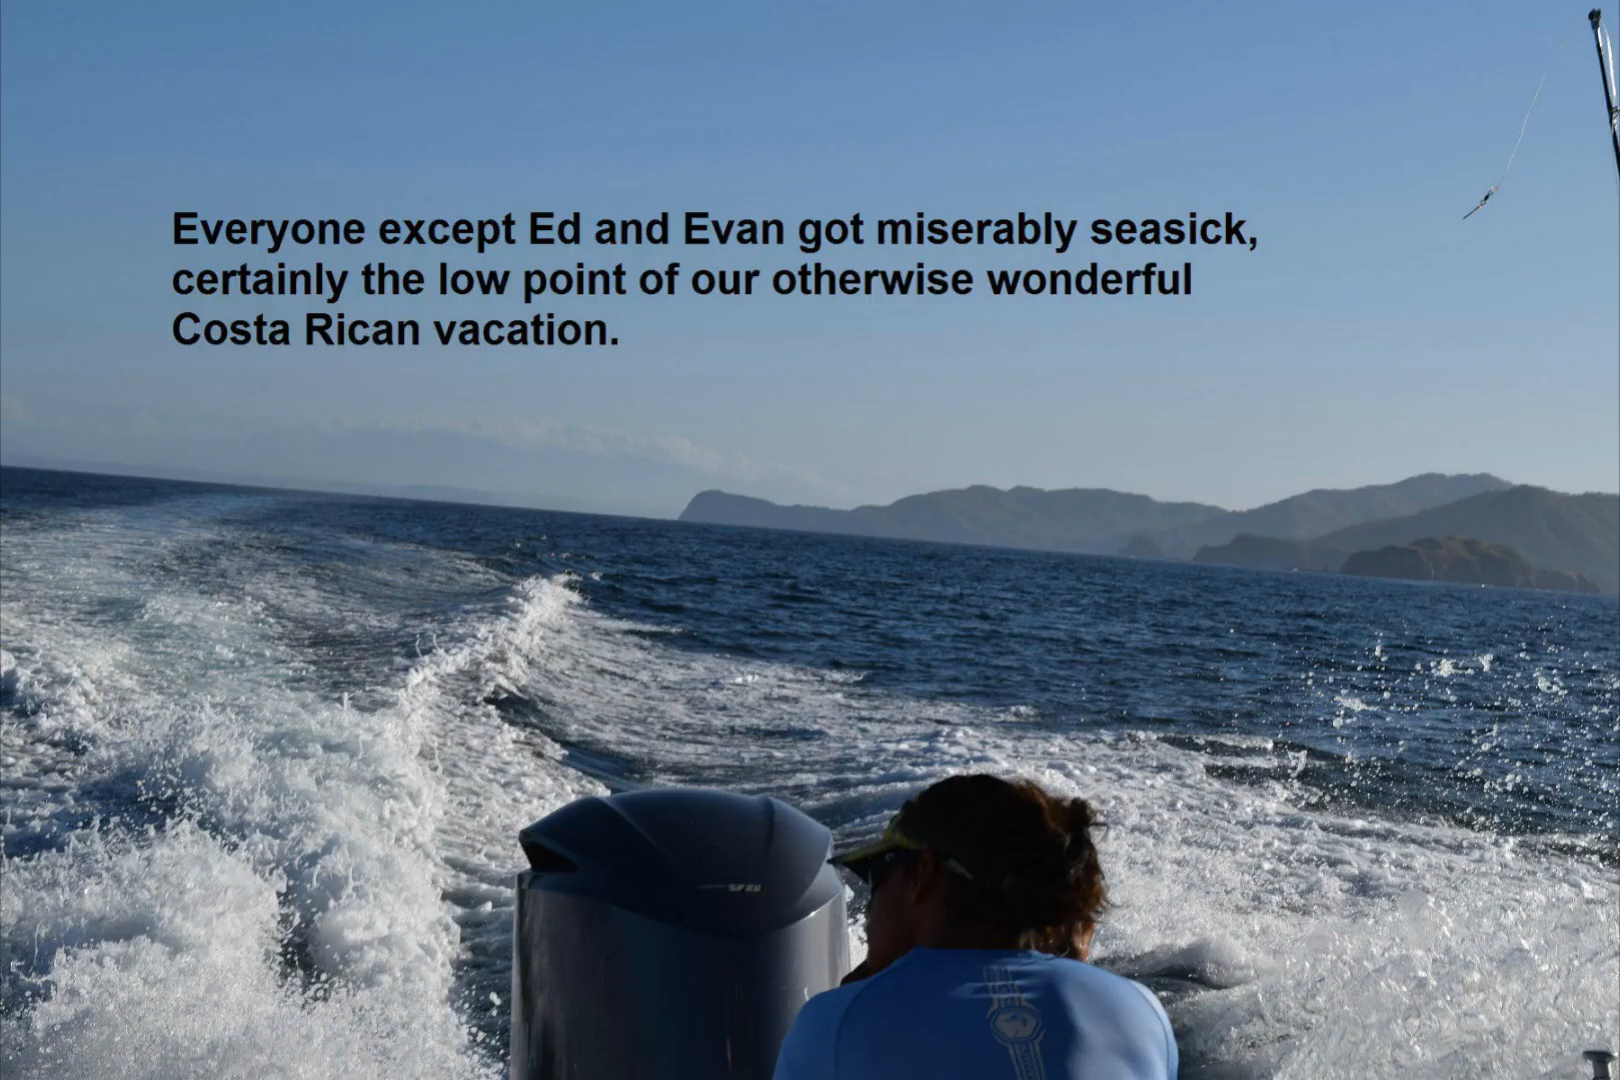 Everyone except Ed and Evan got miserably seasick,
certainly the low point of our otherwise wonderful
Costa Rican vacation.
V8